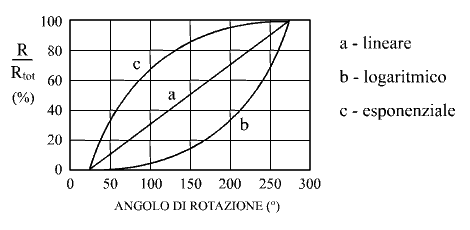 R
Rtot
(%)
100
80
60
40
20
0
c
a
b
0 50 100 150 200 250 300
ANGOLO DI ROTAZIONE (°)
a - lineare
b - logaritmico
c - esponenziale